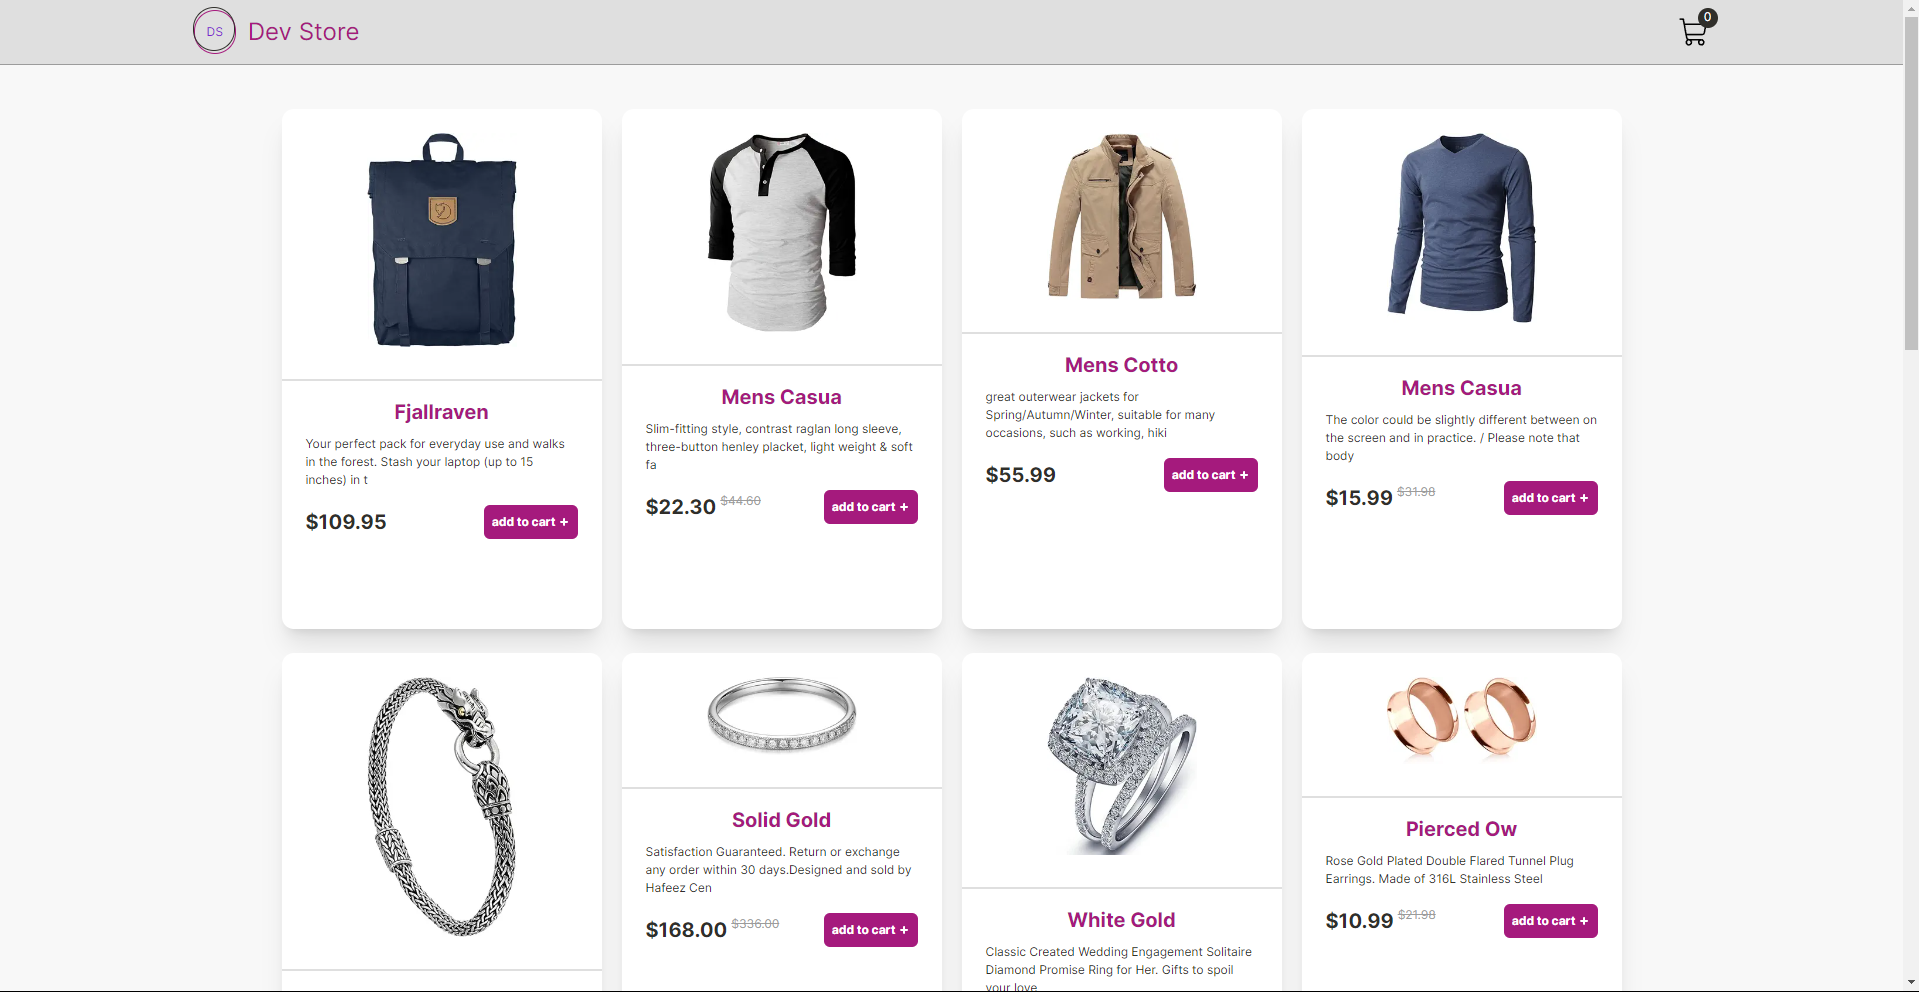 DS Dev Store
0
Fjallraven
Your perfect pack for everyday use and walks
in the forest. Stash your laptop (up to 15
inches) in t
$109.95
add to cart +
Mens Casua
Slim-fitting style, contrast raglan long sleeve,
three-button henley placket, light weight & soft
fa
$22.30 $44.60
add to cart +
Mens Cotto
great outerwear jackets for
Spring/Autumn/Winter, suitable for many
occasions, such as working, hiki
$55.99
add to cart +
Mens Casua
The color could be slightly different between on
the screen and in practice. / Please note that
body
$15.99 $31.98
add to cart +
Solid Gold
Satisfaction Guaranteed. Return or exchange
any order within 30 days.Designed and sold by
Hafeez Cen
$168.00 $336.00
add to cart +
White Gold
Classic Created Wedding Engagement Solitaire
Diamond Promise Ring for Her. Gifts to spoil
your love
Pierced Ow
Rose Gold Plated Double Flared Tunnel Plug
Earrings. Made of 316L Stainless Steel
$10.99 $21.98
add to cart +